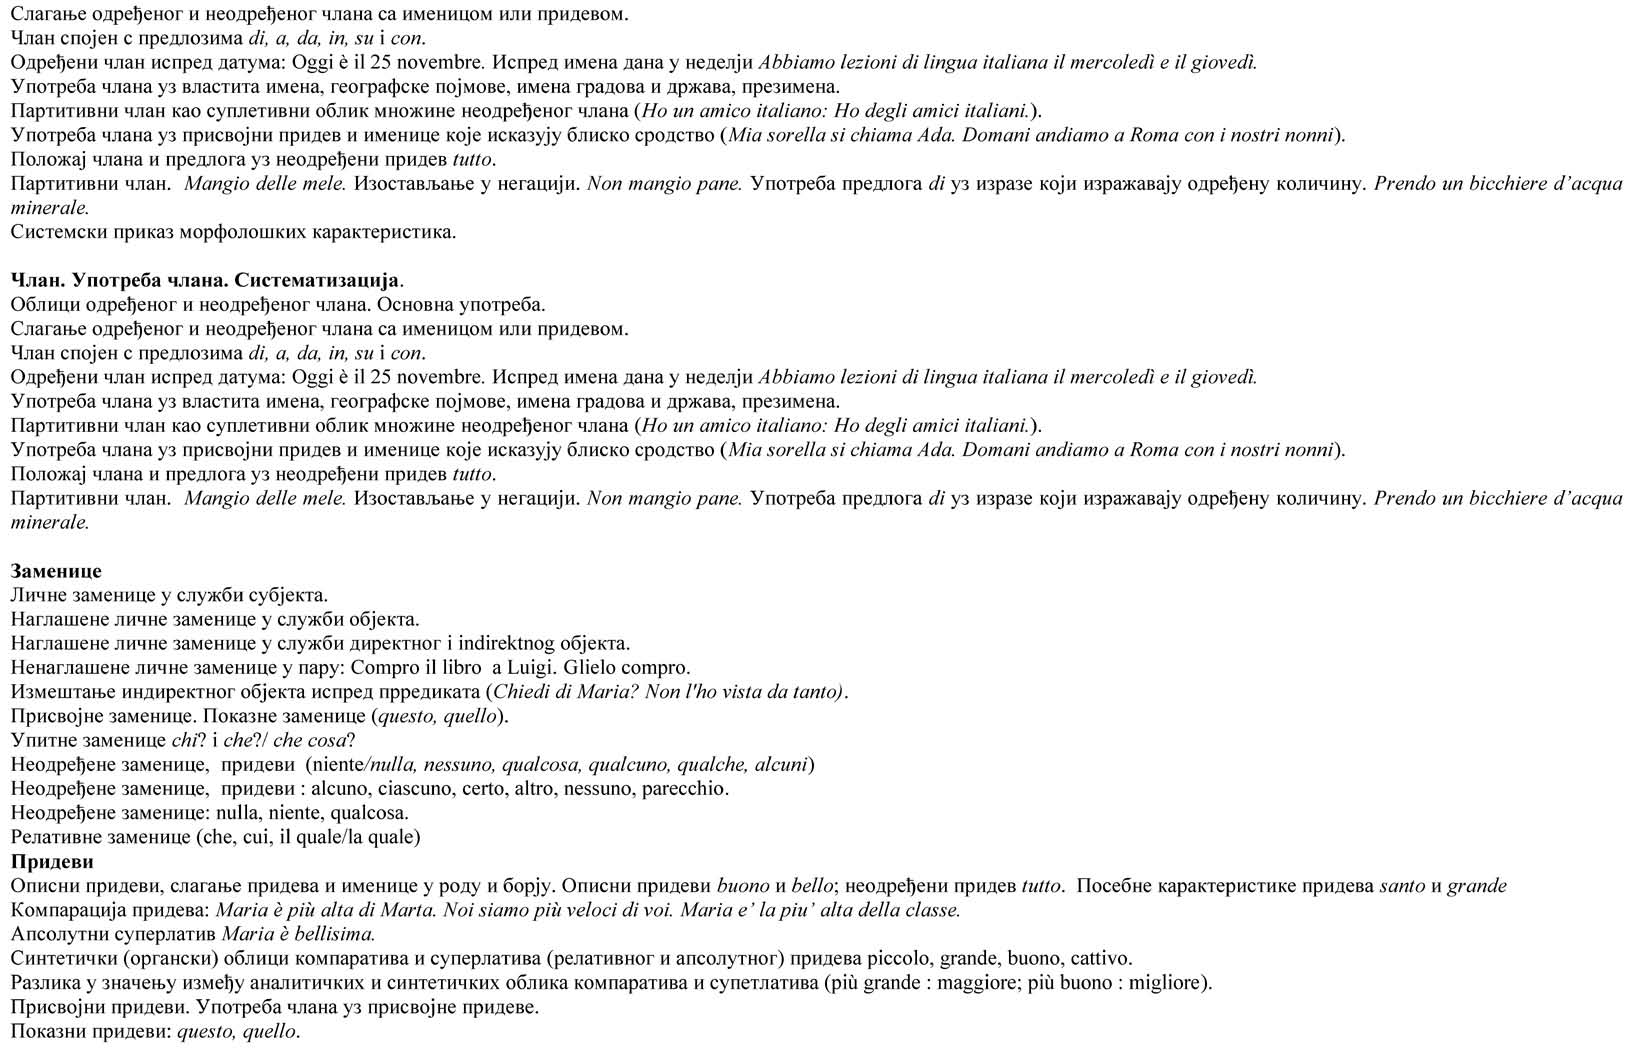 Слагање одређеног и неодређеног члана са именицом или придевом.
Члан спојен с предлозима di, a, da, in, su i con.
Одређени члан испред датума: Oggi è il 25 novembre. Испред имена дана у недељи Abbiamo lezioni di lingua italiana il mercoledì e il giovedì.
Употреба члана уз властита имена, географске појмове, имена градова и држава, презимена.
Партитивни члан као суплетивни облик множине неодређеног члана (Ho un amico italiano: Ho degli amici italiani.).
Употреба члана уз присвојни придев и именице које исказују блиско сродство (Mia sorella si chiama Ada. Domani andiamo a Roma con i nostri nonni).
Положај члана и предлога уз неодређени придев tutto.
Партитивни члан.  Mangio delle mele. Изостављање у негацији. Non mangio pane. Употреба предлога di уз изразе који изражавају одређену количину. Prendo un bicchiere d’acqua
minerale.
Системски приказ морфолошких карактеристика.
Члан. Употреба члана. Систематизација.
Облици одређеног и неодређеног члана. Основна употреба.
Слагање одређеног и неодређеног члана са именицом или придевом.
Члан спојен с предлозима di, a, da, in, su i con.
Одређени члан испред датума: Oggi è il 25 novembre. Испред имена дана у недељи Abbiamo lezioni di lingua italiana il mercoledì e il giovedì.
Употреба члана уз властита имена, географске појмове, имена градова и држава, презимена.
Партитивни члан као суплетивни облик множине неодређеног члана (Ho un amico italiano: Ho degli amici italiani.).
Употреба члана уз присвојни придев и именице које исказују блиско сродство (Mia sorella si chiama Ada. Domani andiamo a Roma con i nostri nonni).
Положај члана и предлога уз неодређени придев tutto.
Партитивни члан.  Mangio delle mele. Изостављање у негацији. Non mangio pane. Употреба предлога di уз изразе који изражавају одређену количину. Prendo un bicchiere d’acqua
minerale.
Заменице
Личне заменице у служби субјекта.
Наглашене личне заменице у служби објекта.
Наглашене личне заменице у служби директног i indirektnog објекта.
Ненаглашене личне заменице у пару: Compro il libro  a Luigi. Glielo compro.
Измештање индиректног објекта испред прредиката (Chiedi di Maria? Non l'ho vista da tanto).
Присвојне заменице. Показне заменице (questo, quello).
Упитне заменице chi? i che?/ che cosa?
Неодређене заменице,  придеви  (niente/nulla, nessuno, qualcosa, qualcuno, qualche, alcuni)
Неодређене заменице,  придеви : alcuno, ciascuno, certo, altro, nessuno, parecchio.
Неодређене заменице: nulla, niente, qualcosa.
Релативне заменице (che, cui, il quale/la quale)
Придеви
Описни придеви, слагање придева и именице у роду и борју. Описни придеви buono и bello; неодређени придев tutto.  Посебне карактеристике придева santo и grande
Компарација придева: Maria è più alta di Marta. Noi siamo più veloci di voi. Maria e’ la piu’ alta della classe.
Апсолутни суперлатив Maria è bellisima.
Синтетички (органски) облици компаратива и суперлатива (релативног и апсолутног) придева piccolo, grande, buono, cattivo.
Разлика у значењу између аналитичких и синтетичких облика компаратива и супетлатива (più grande : maggiore; più buono : migliore).
Присвојни придеви. Употреба члана уз присвојне придеве.
Показни придеви: questo, quello.